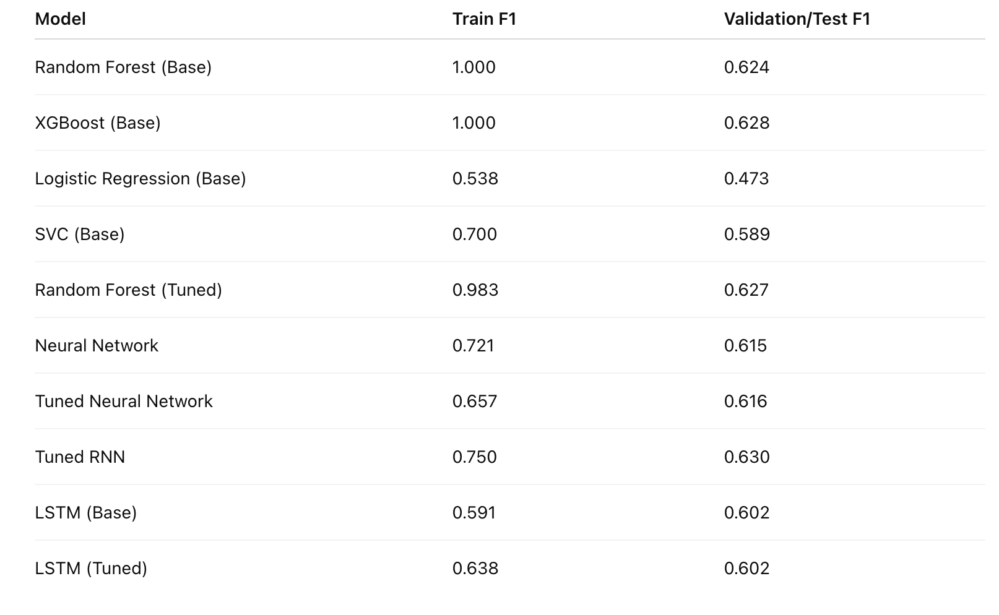 Model Train F1 Validation/Test F1
Random Forest (Base) 1.000 0.624
XGBoost (Base) 1.000 0.628
Logistic Regression (Base) 0.538 0.473
SVC (Base) 0.700 0.589
Random Forest (Tuned) 0.983 0.627
Neural Network 0.721 0.615
Tuned Neural Network 0.657 0.616
Tuned RNN 0.750 0.630
LSTM (Base) 0.591 0.602
LSTM (Tuned) 0.638 0.602